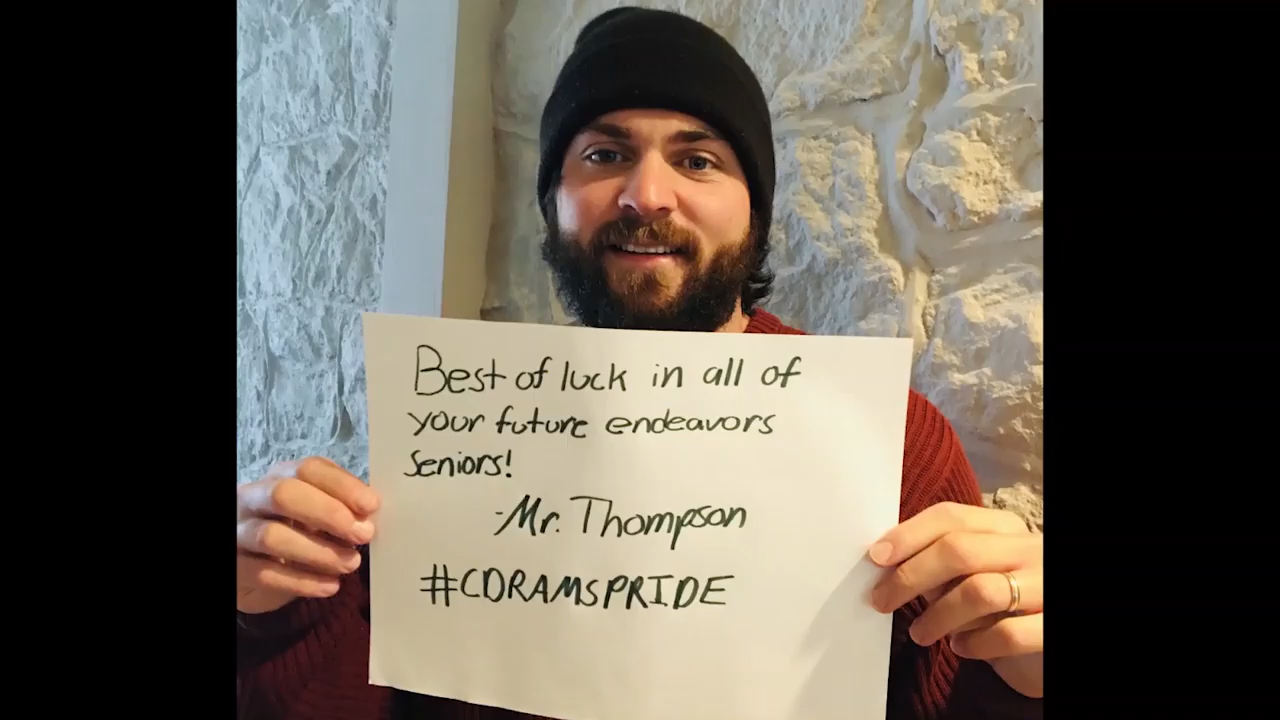 Best of luck in all of
your future endeavors
Seniors!
-Mr. Thompson
#CDRAMSPRIDE